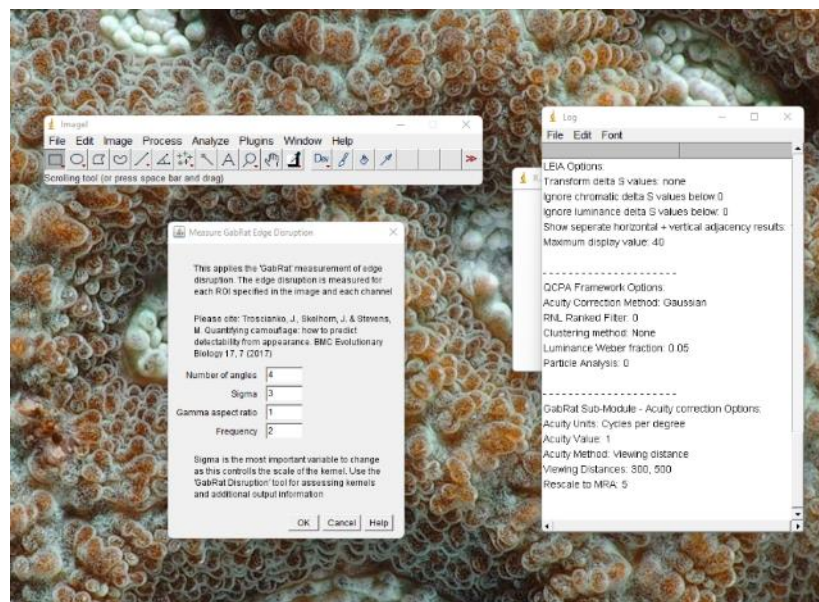 ImageJ
File Edit Image Process Analyze Plugins Window Help
Dev
Scrolling tool (or press space bar and drag)
Measure GabRat Edge Disruption
This applies the 'GabRat' measurement of edge
disruption. The edge disruption is measured for
each ROI specified in the image and each channel
Please cite: Troscianko, J., Skelhorn, J. & Stevens,
M. Quantifying camouflage: how to predict
detectability from appearance. BMC Evolutionary
Biology 17, 7 (2017)
Number of angles 4
Sigma 3
Gamma aspect ratio 1
Frequency 2
Sigma is the most important variable to change
as this controlls the scale of the kernel. Use the
'GabRat Disruption' tool for assessing kernels
and additional output information
OK Cancel Help
Log
File Edit Font
LEIA Options:
Transform delta S values: none
Ignore chromatic delta S values below:0
Ignore luminance delta S values below: 0
Show seperate horizontal + vertical adjacency results:
Maximum display value: 40
- - - - - - - - - - - - - - - - - - - -
QCPA Framework Options:
Acuity Correction Method: Gaussian
RNL Ranked Filter: 0
Clustering method: None
Luminance Weber fraction: 0.05
Particle Analysis: 0
- - - - - - - - - - - - - - - - - - - -
GabRat Sub-Module - Acuity correction Options:
Acuity Units: Cycles per degree
Acuity Value: 1
Acuity Method: Viewing distance
Viewing Distances: 300, 500
Rescale to MRA: 5